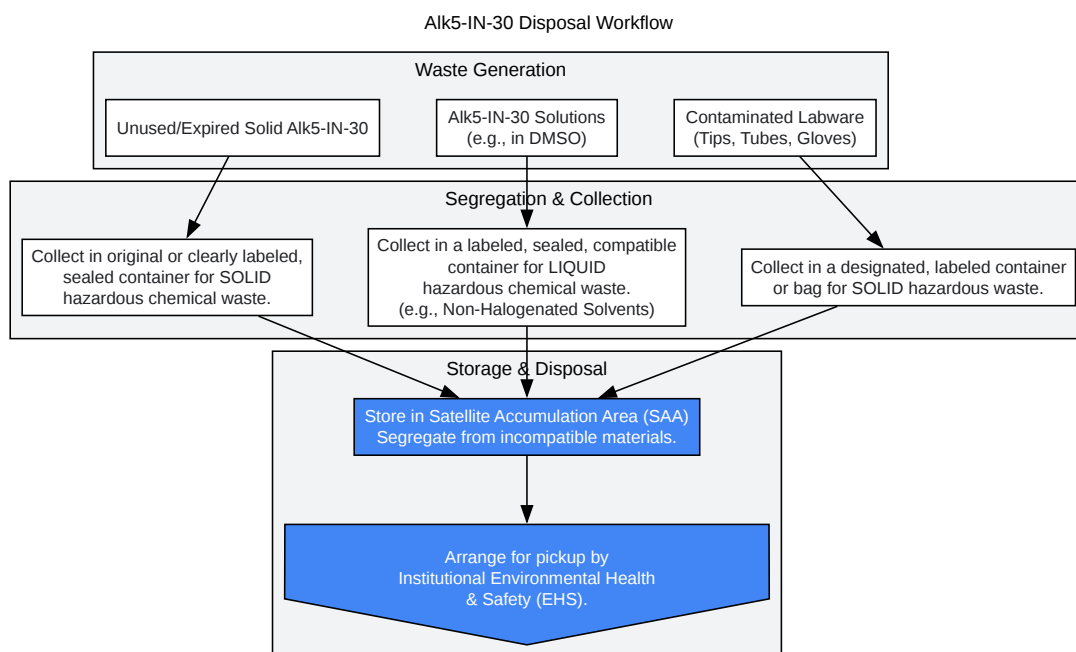 Alk5-IN-30 Disposal Workflow
Waste Generation
Unused/Expired Solid Alk5-IN-30
Alk5-IN-30 Solutions
(e.g., in DMSO)
Contaminated Labware
(Tips, Tubes, Gloves)
Segregation & Collection
Collect in original or clearly labeled,
sealed container for SOLID
hazardous chemical waste.
Collect in a labeled, sealed, compatible
container for LIQUID
hazardous chemical waste.
(e.g., Non-Halogenated Solvents)
Collect in a designated, labeled container
or bag for SOLID hazardous waste.
Storage & Disposal
Store in Satellite Accumulation Area (SAA)
Segregate from incompatible materials.
Arrange for pickup by
Institutional Environmental Health
& Safety (EHS).